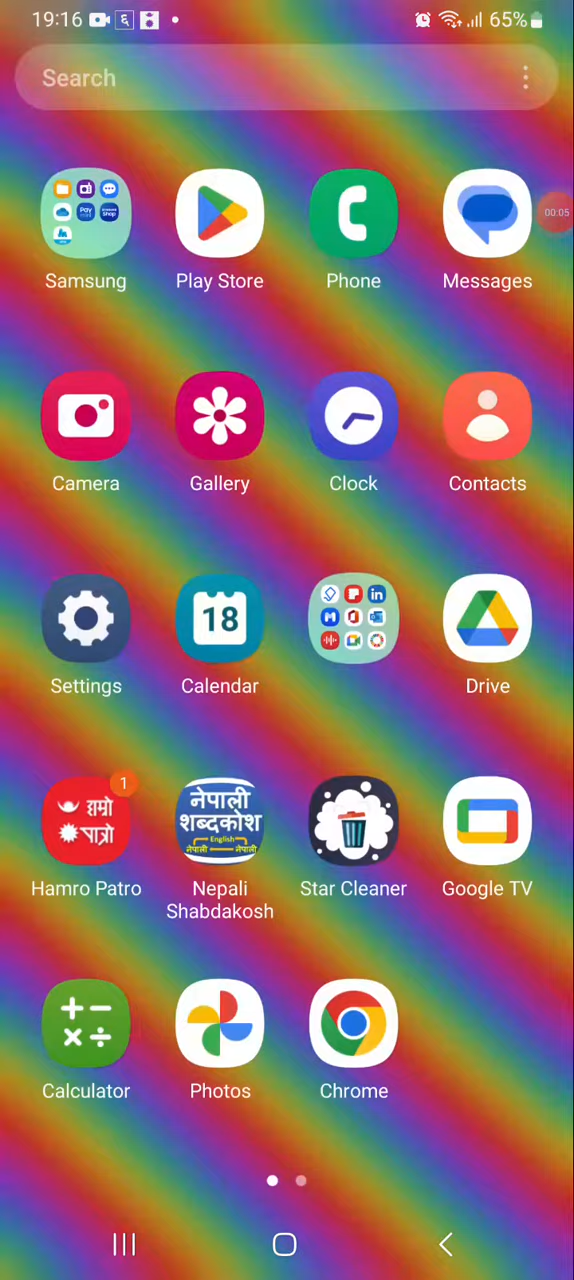 19:16 ६ 65%
Search
00:05
Samsung Play Store Phone Messages
Camera Gallery Clock Contacts
18
Settings Calendar Drive
1
हाम्रो
पात्रो
नेपाली
शब्दकोश
English
नेपाली नेपाली
Hamro Patro Nepali Star Cleaner Google TV
Shabdakosh
Calculator Photos Chrome